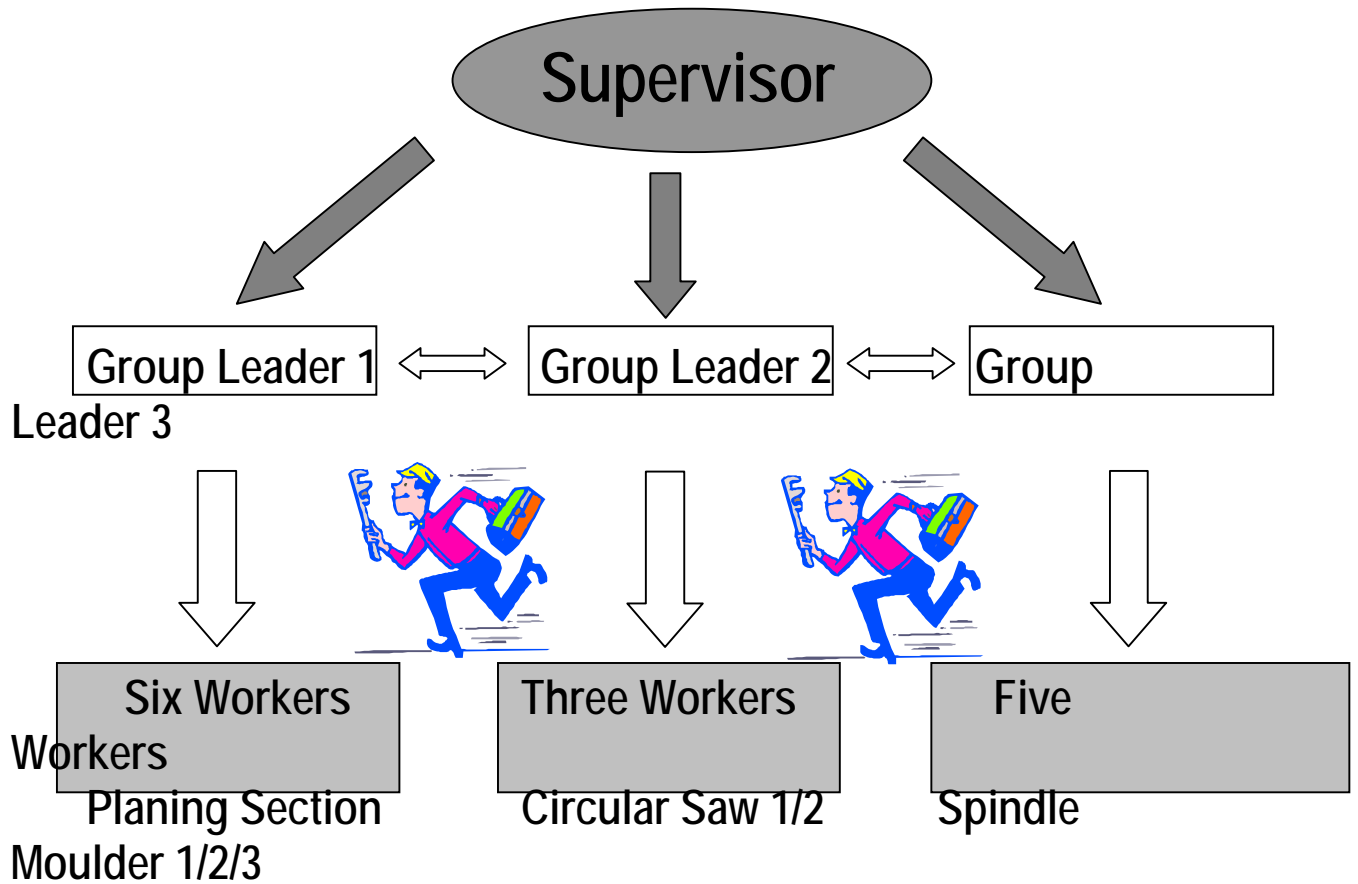 Supervisor
Group Leader 1 Group Leader 2 Group
Leader 3
Six Workers Three Workers Five
Workers
Planing Section Circular Saw 1/2 Spindle
Moulder 1/2/3